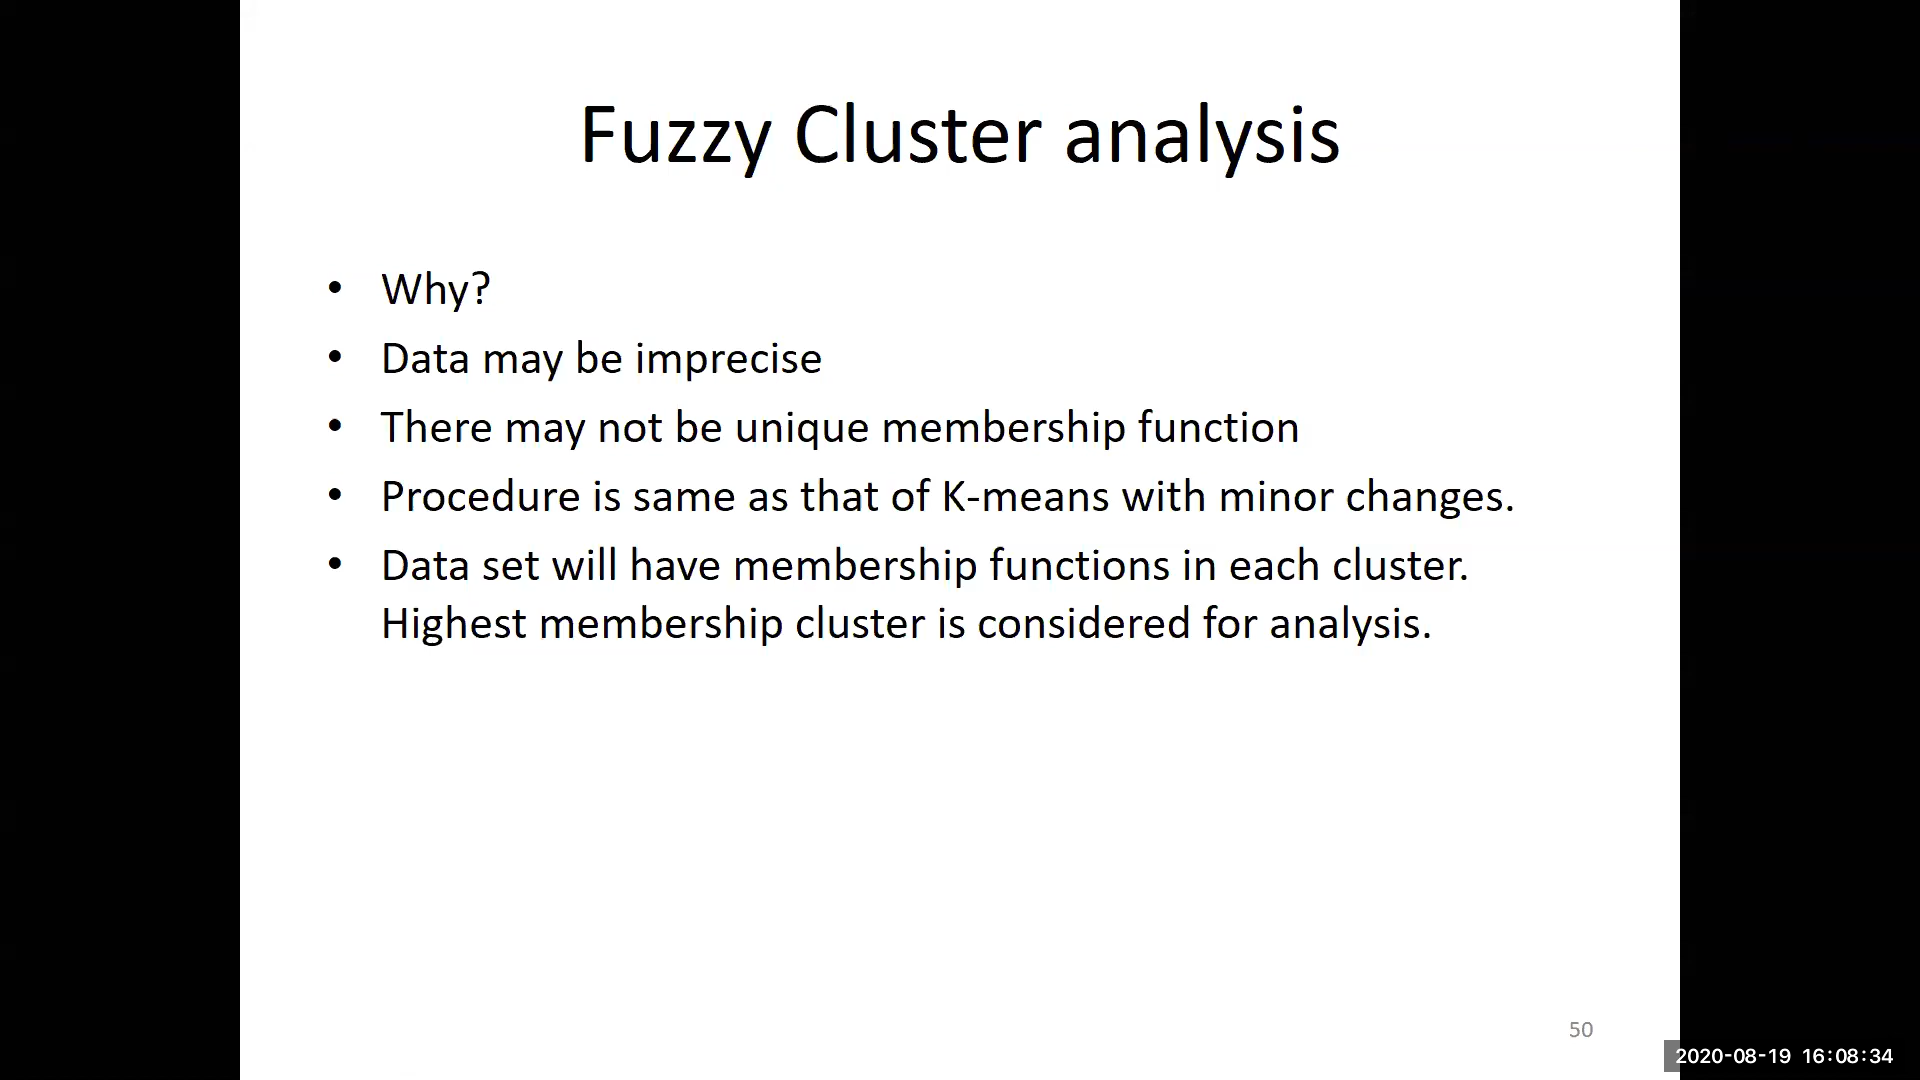 Fuzzy Cluster analysis
• Why?
• Data may be imprecise
• There may not be unique membership function
• Procedure is same as that of K-means with minor changes.
• Data set will have membership functions in each cluster.
Highest membership cluster is considered for analysis.
50
2020-08-19 16:08:34